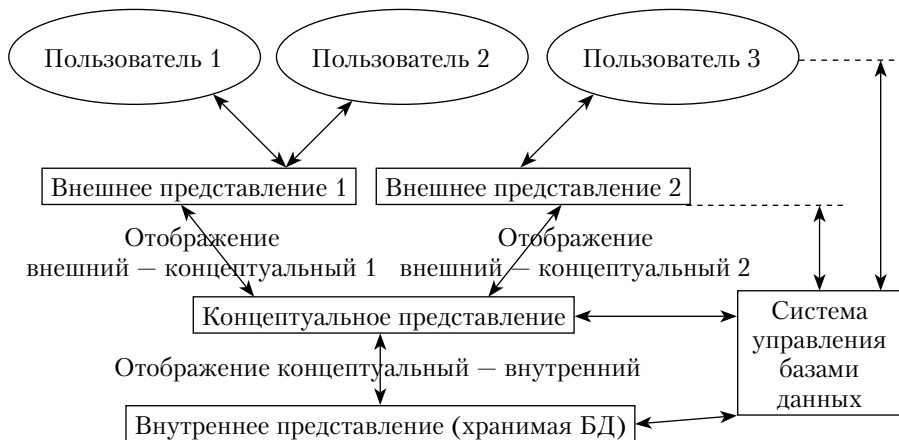 Пользователь 1
Пользователь 2
Пользователь 3
Внешнее представление 1
Внешнее представление 2
Отображение
внешний – концептуальный 1
Отображение
внешний – концептуальный 2
Концептуальное представление
Система
управления
базами
данных
Отображение концептуальный – внутренний
Внутреннее представление (хранимая БД)